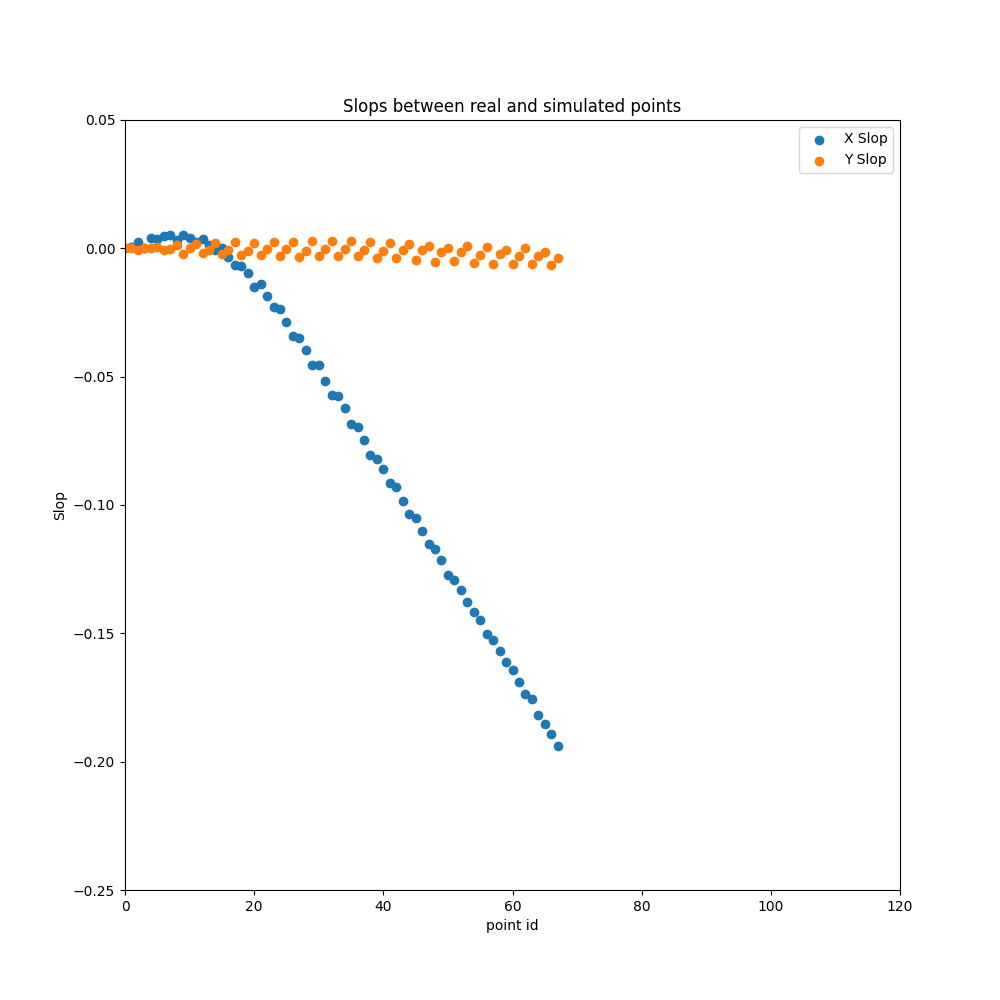 Slops between real and simulated points
X Slop
Y Slop
0.05
0.00
−0.05
−0.10
−0.15
−0.20
−0.25
Slop
0 20 40 60 80 100 120
point id